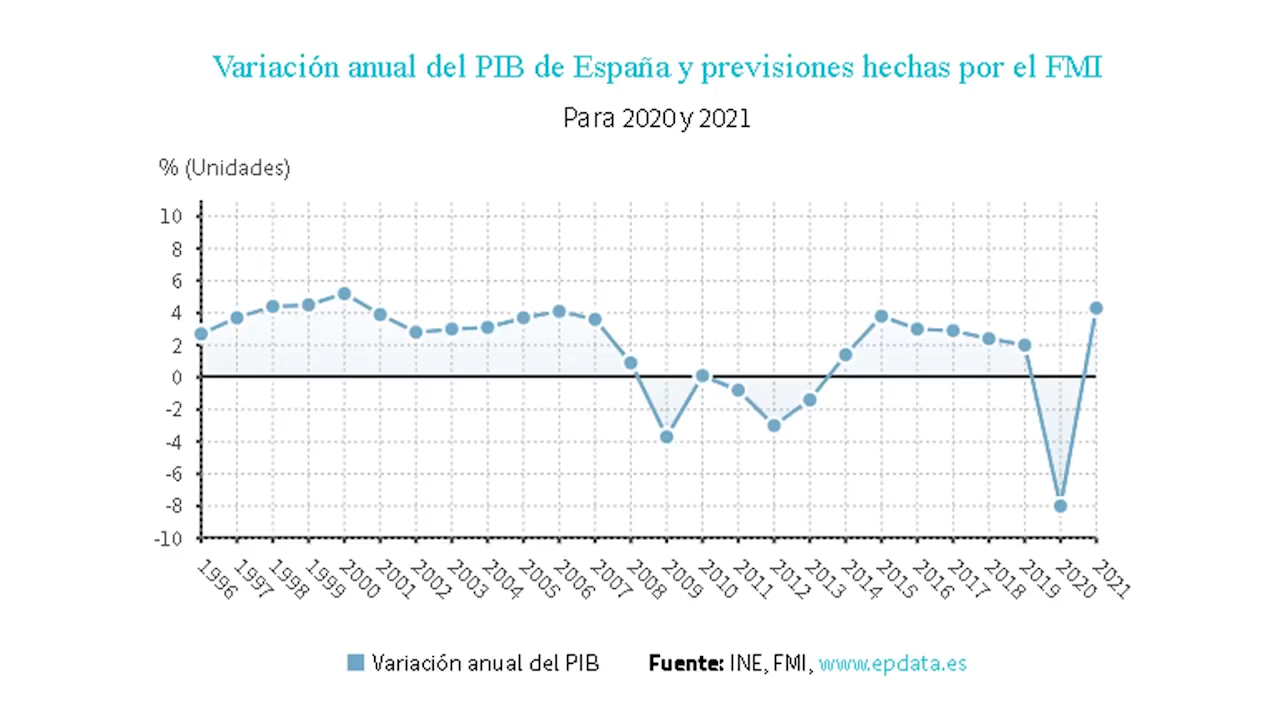 Variación anual del PIB de España y previsiones hechas por el FMI
Para 2020 y 2021
% (Unidades)
10
8
6
4
2
0
-2
-4
-6
-8
-10
1996 1997 1998 1999 2000 2001 2002 2003 2004 2005 2006 2007 2008 2009 2010 2011 2012 2013 2014 2015 2016 2017 2018 2019 2020 2021
Variación anual del PIB Fuente: INE, FMI, www.epdata.es